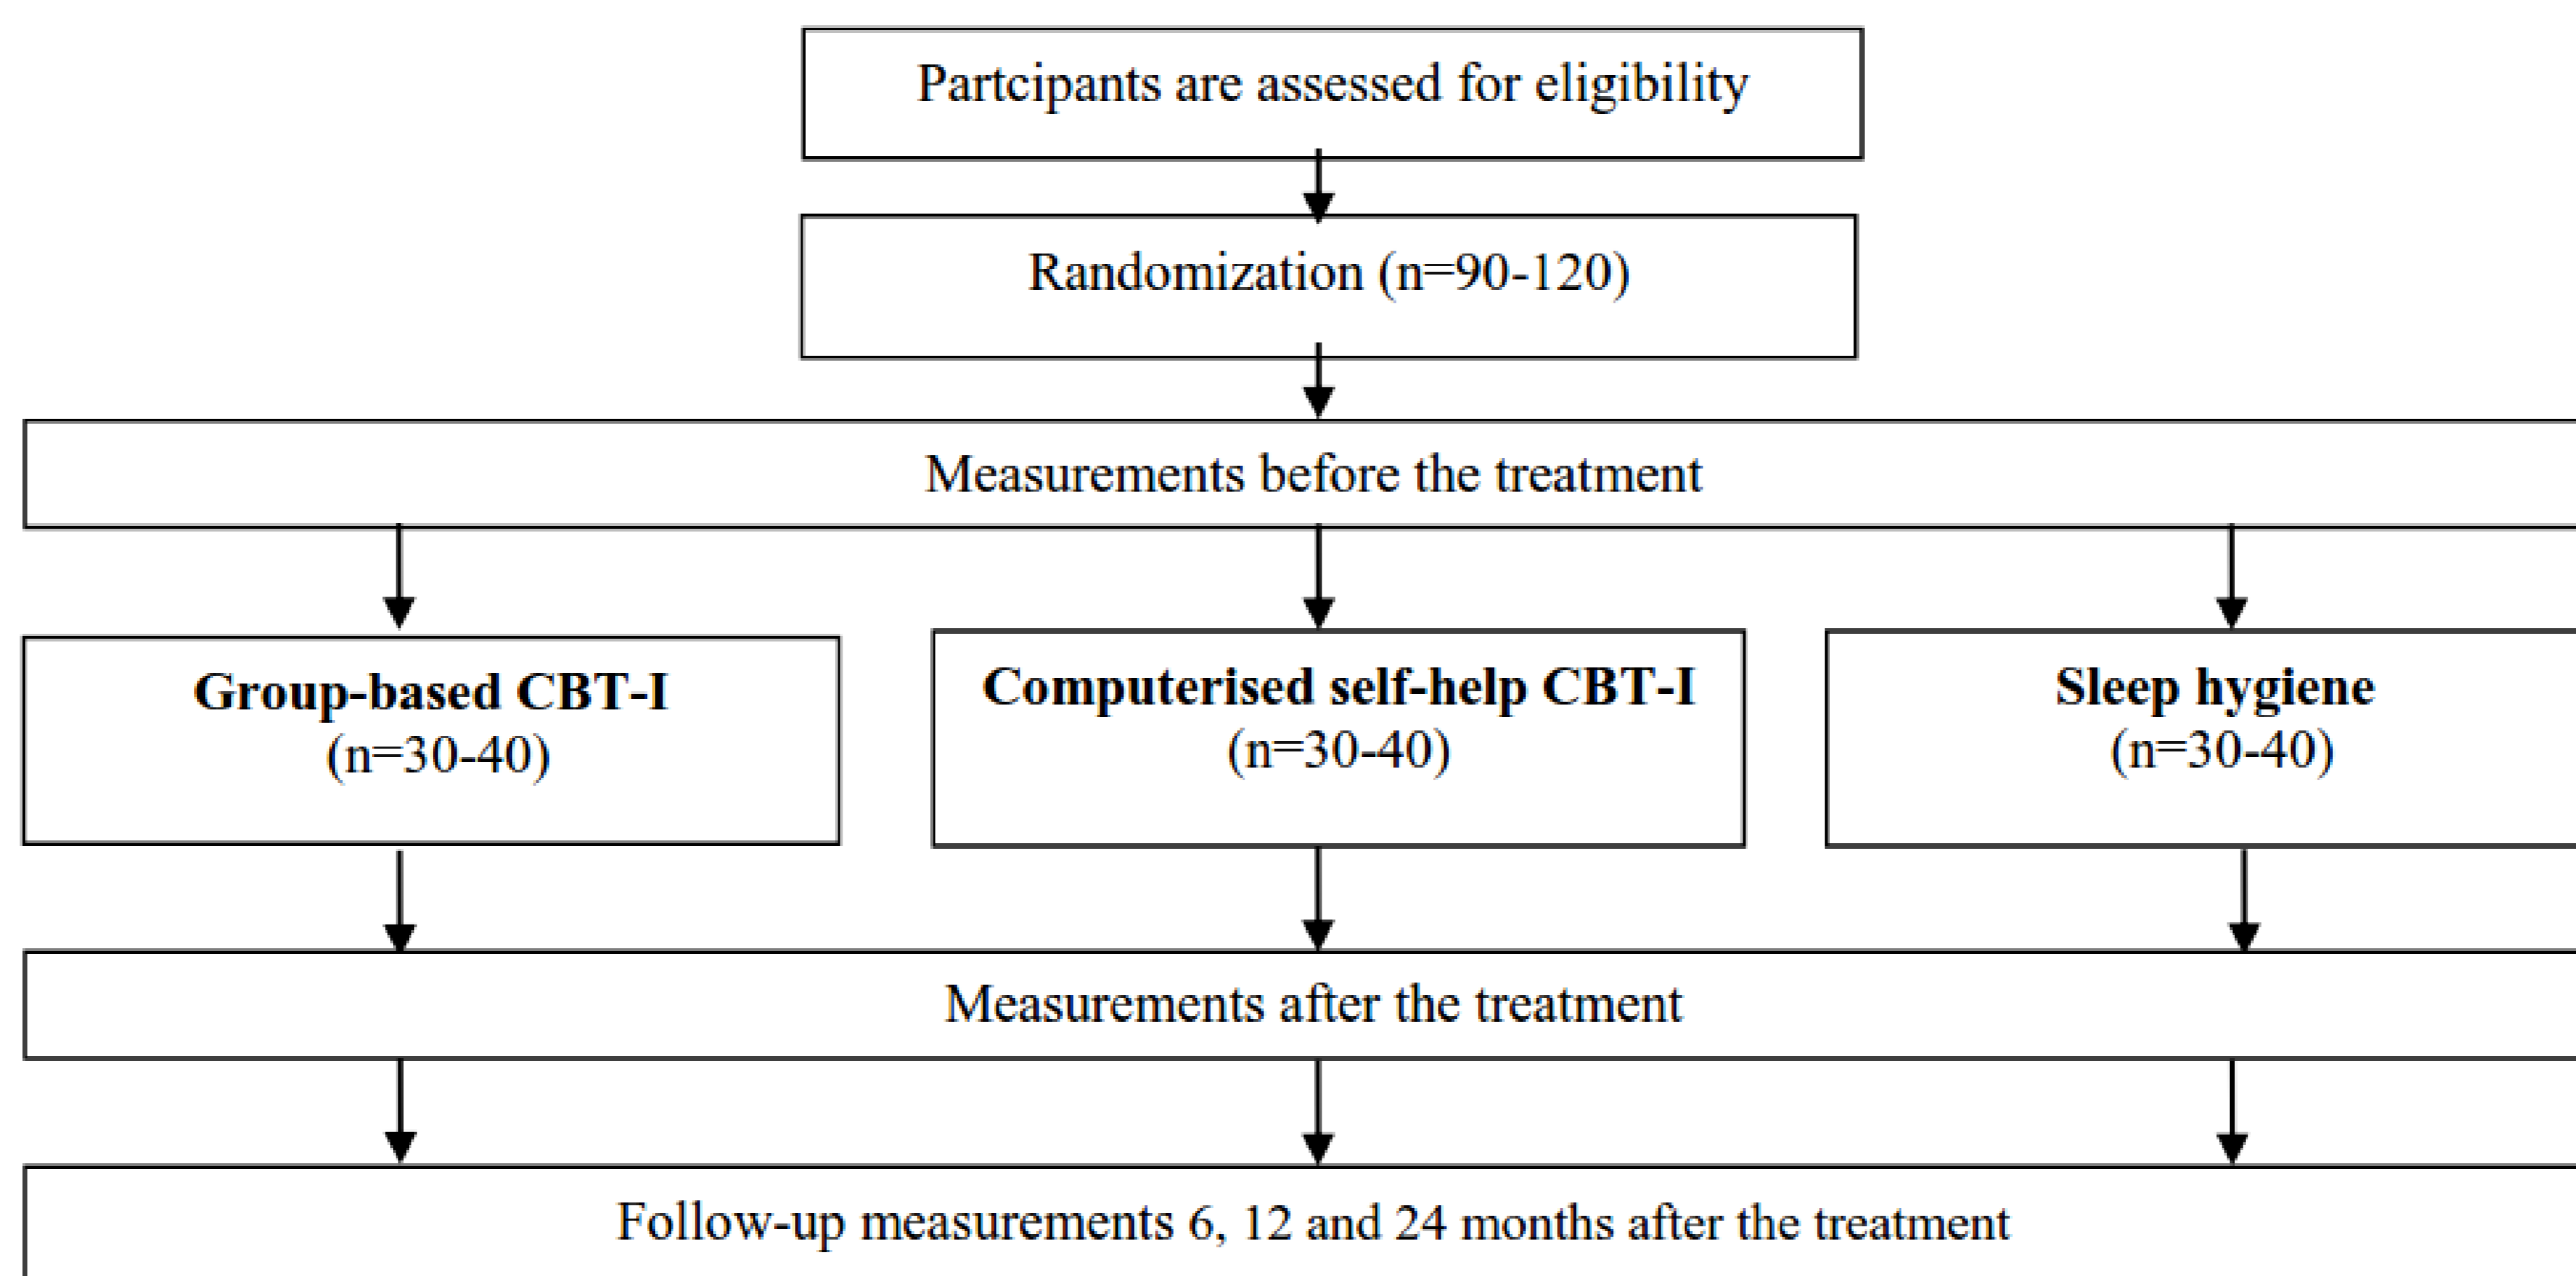 Partcipants are assessed for eligibility
Randomization (n=90-120)
Measurements before the treatment
Group-based CBT-I
(n=30-40)
Computerised self-help CBT-I
(n=30-40)
Sleep hygiene
(n=30-40)
Measurements after the treatment
Follow-up measurements 6, 12 and 24 months after the treatment